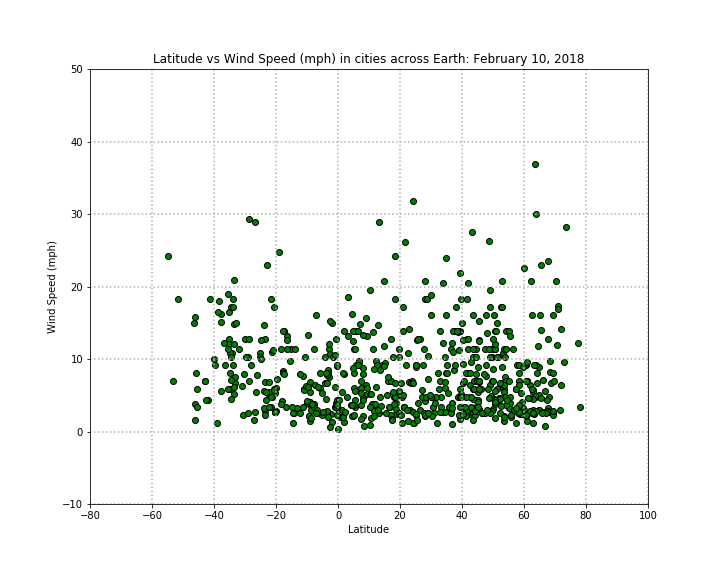 Latitude vs Wind Speed (mph) in cities across Earth: February 10, 2018
50
40
30
20
10
0
−10
Wind Speed (mph)
−80 −60 −40 −20 0 20 40 60 80 100
Latitude